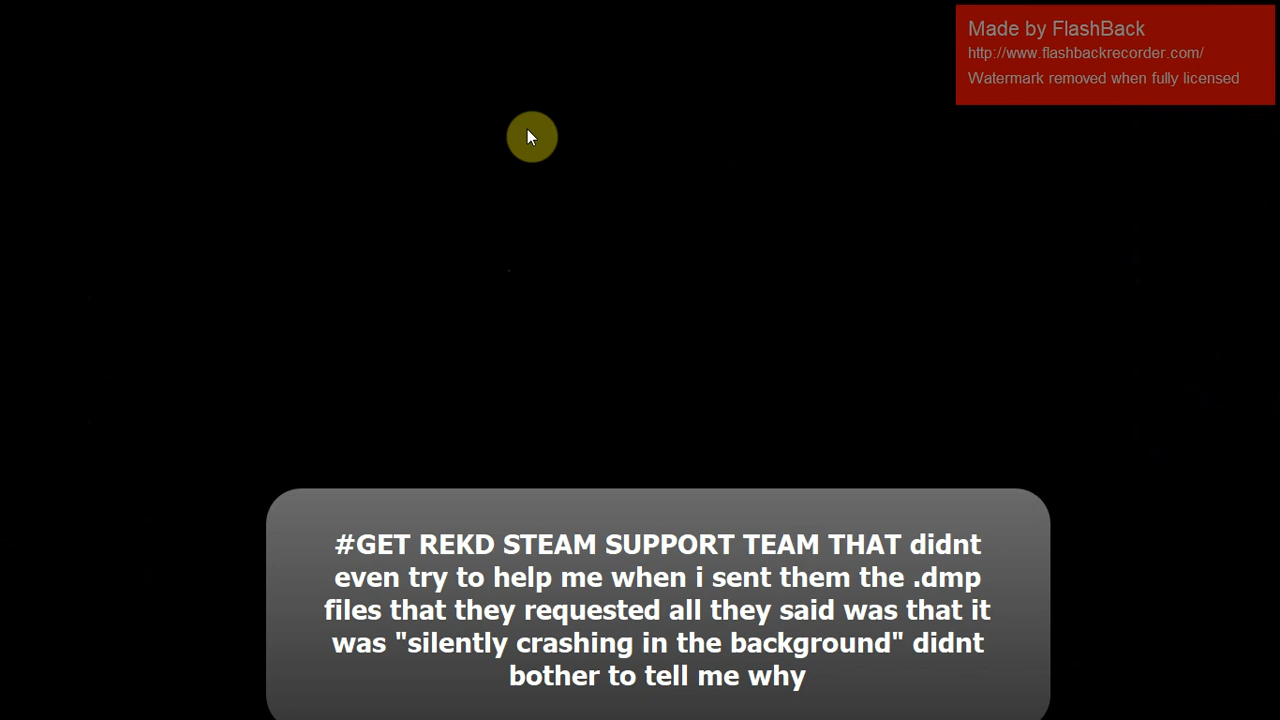 Made by FlashBack
http://www.flashbackrecorder.com/
Watermark removed when fully licensed
#GET REKD STEAM SUPPORT TEAM THAT didnt
even try to help me when i sent them the .dmp
files that they requested all they said was that it
was "silently crashing in the background" didnt
bother to tell me why